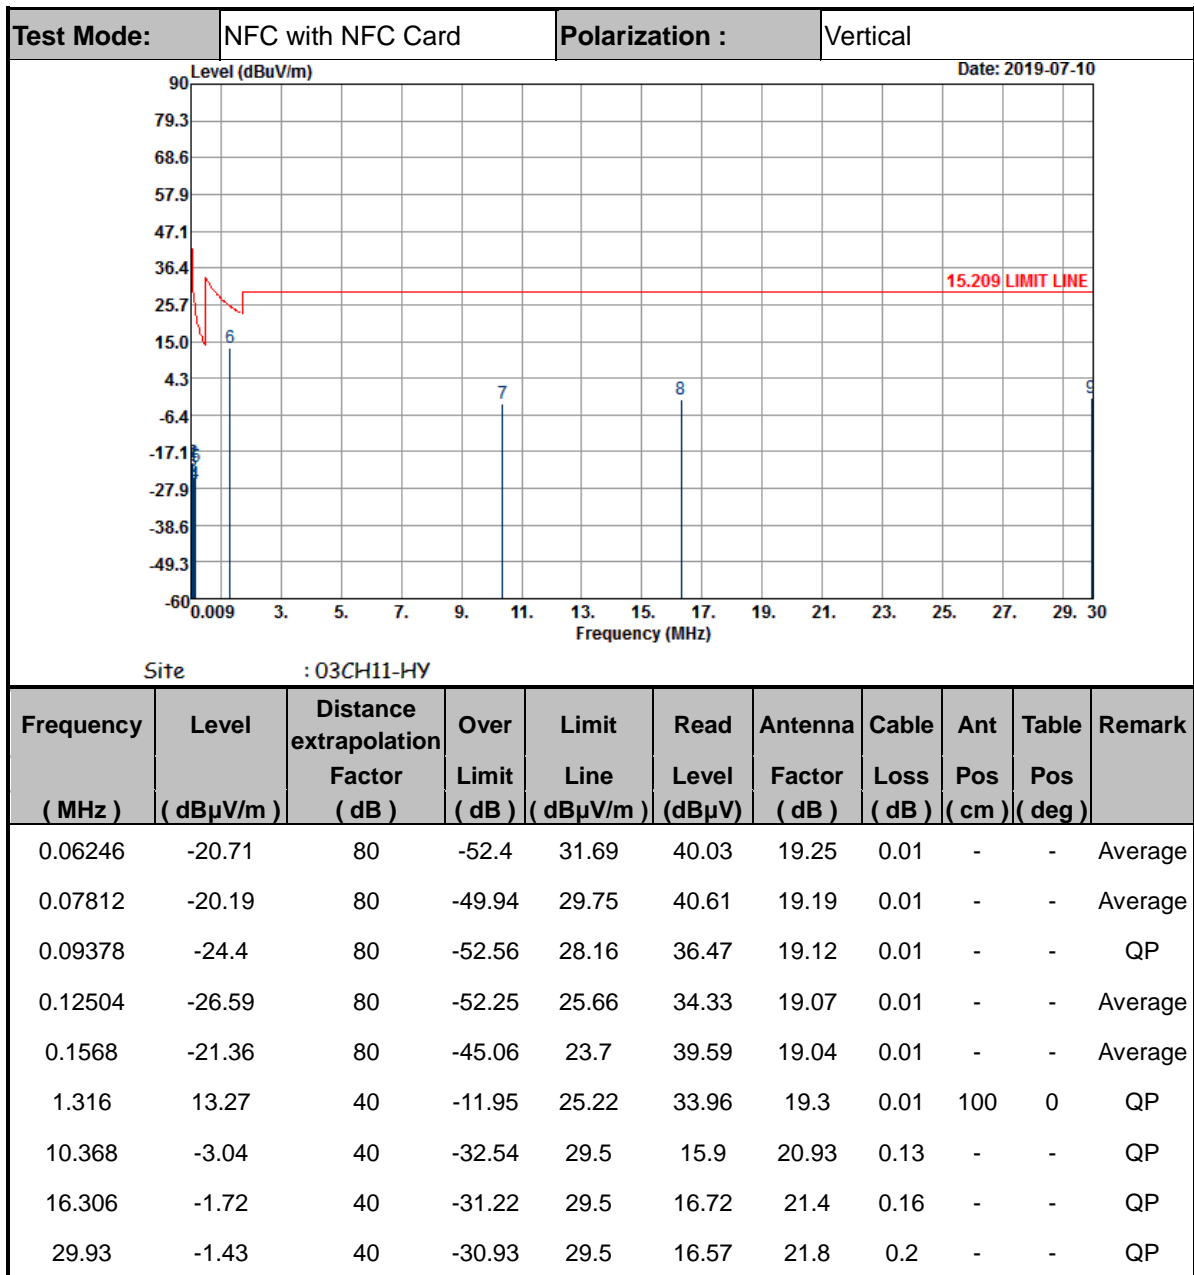 Test Mode: NFC with NFC Card Polarization : Vertical
Level (dBuV/m) Date: 2019-07-10
90
79.3
68.6
57.9
47.1
36.4
15.209 LIMIT LINE
25.7
15.0
6
4.3
7 8 9
-6.4
-17.1
-27.9
-38.6
-49.3
-60
0.009 3. 5. 7. 9. 11. 13. 15. 17. 19. 21. 23. 25. 27. 29. 30
Frequency (MHz)
Site : 03CH11-HY
Frequency Level Distance extrapolation Over Limit Read Antenna Cable Ant Table Remark
Factor Limit Line Level Factor Loss Pos Pos
( MHz ) ( dBµV/m ) ( dB ) ( dB ) ( dBµV/m ) (dBµV) ( dB ) ( dB ) ( cm ) ( deg )
0.06246 -20.71 80 -52.4 31.69 40.03 19.25 0.01 - - Average
0.07812 -20.19 80 -49.94 29.75 40.61 19.19 0.01 - - Average
0.09378 -24.4 80 -52.56 28.16 36.47 19.12 0.01 - - QP
0.12504 -26.59 80 -52.25 25.66 34.33 19.07 0.01 - - Average
0.1568 -21.36 80 -45.06 23.7 39.59 19.04 0.01 - - Average
1.316 13.27 40 -11.95 25.22 33.96 19.3 0.01 100 0 QP
10.368 -3.04 40 -32.54 29.5 15.9 20.93 0.13 - - QP
16.306 -1.72 40 -31.22 29.5 16.72 21.4 0.16 - - QP
29.93 -1.43 40 -30.93 29.5 16.57 21.8 0.2 - - QP